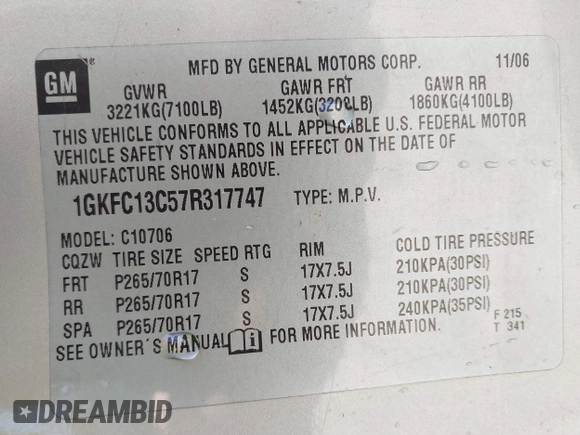 GM
MFD BY GENERAL MOTORS CORP. 11/06
GVWR GAWR FRT GAWR RR
3221KG(7100LB) 1452KG(3200LB) 1860KG(4100LB)
THIS VEHICLE CONFORMS TO ALL APPLICABLE U.S. FEDERAL MOTOR
VEHICLE SAFETY STANDARDS IN EFFECT ON THE DATE OF
MANUFACTURE SHOWN ABOVE.
1GKFC13C57R317747 TYPE: M.P.V.
MODEL: C10706
CQZW TIRE SIZE SPEED RTG RIM COLD TIRE PRESSURE
FRT P265/70R17 S 17X7.5J 210KPA(30PSI)
RR P265/70R17 S 17X7.5J 210KPA(30PSI)
SPA P265/70R17 S 17X7.5J 240KPA(35PSI)
F 215
T 341
SEE OWNER'S MANUAL i FOR MORE INFORMATION.
DREAMBID